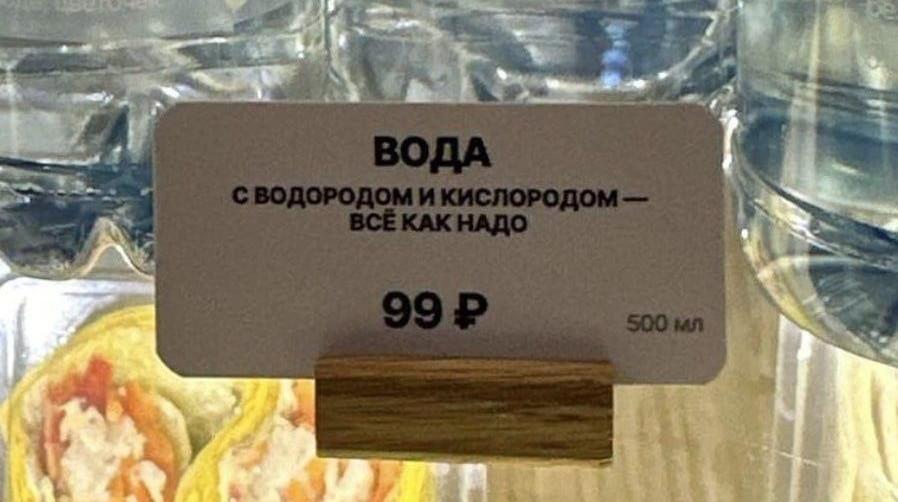 ВОДА
С ВОДОРОДОМ И КИСЛОРОДОМ —
ВСЁ КАК НАДО
99 ₽
500 мл